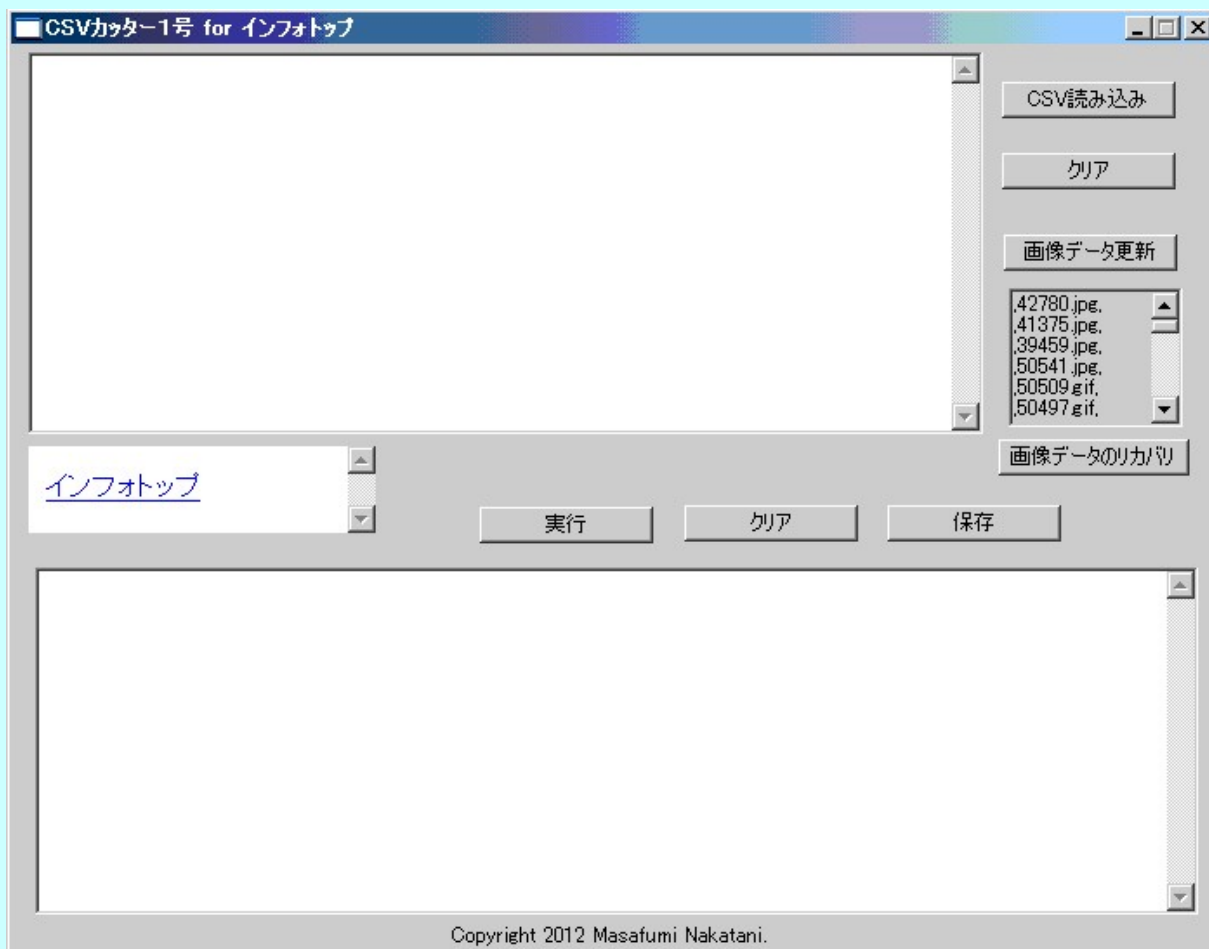 CSVカッター1号 for インフォトップ
CSV読み込み
クリア
画像データ更新
,42780.jpg,
,41375.jpg,
,39459.jpg,
,50541.jpg,
,50509.gif,
,50497.gif,
画像データのリカバリ
インフォトップ
実行
クリア
保存
Copyright 2012 Masafumi Nakatani.